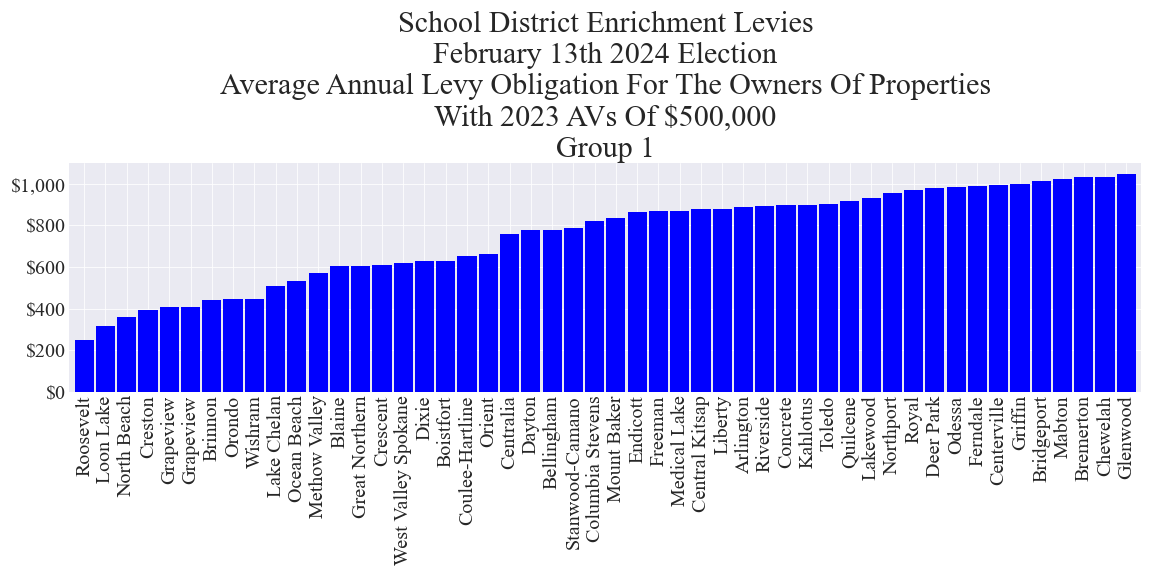 School District Enrichment Levies
February 13th 2024 Election
Average Annual Levy Obligation For The Owners Of Properties
With 2023 AVs Of $500,000
Group 1
$1,000
$800
$600
$400
$200
$0
Roosevelt
Loon Lake
North Beach
Creston
Grapeview
Grapeview
Brinnon
Orondo
Wishram
Lake Chelan
Ocean Beach
Methow Valley
Blaine
Great Northern
Crescent
West Valley Spokane
Dixie
Boistfort
Coulee-Hartline
Orient
Centralia
Dayton
Bellingham
Stanwood-Camano
Columbia Stevens
Mount Baker
Endicott
Freeman
Medical Lake
Central Kitsap
Liberty
Arlington
Riverside
Concrete
Kahlotus
Toledo
Quilcene
Lakewood
Northport
Royal
Deer Park
Odessa
Ferndale
Centerville
Griffin
Bridgeport
Mabton
Bremerton
Chewelah
Glenwood